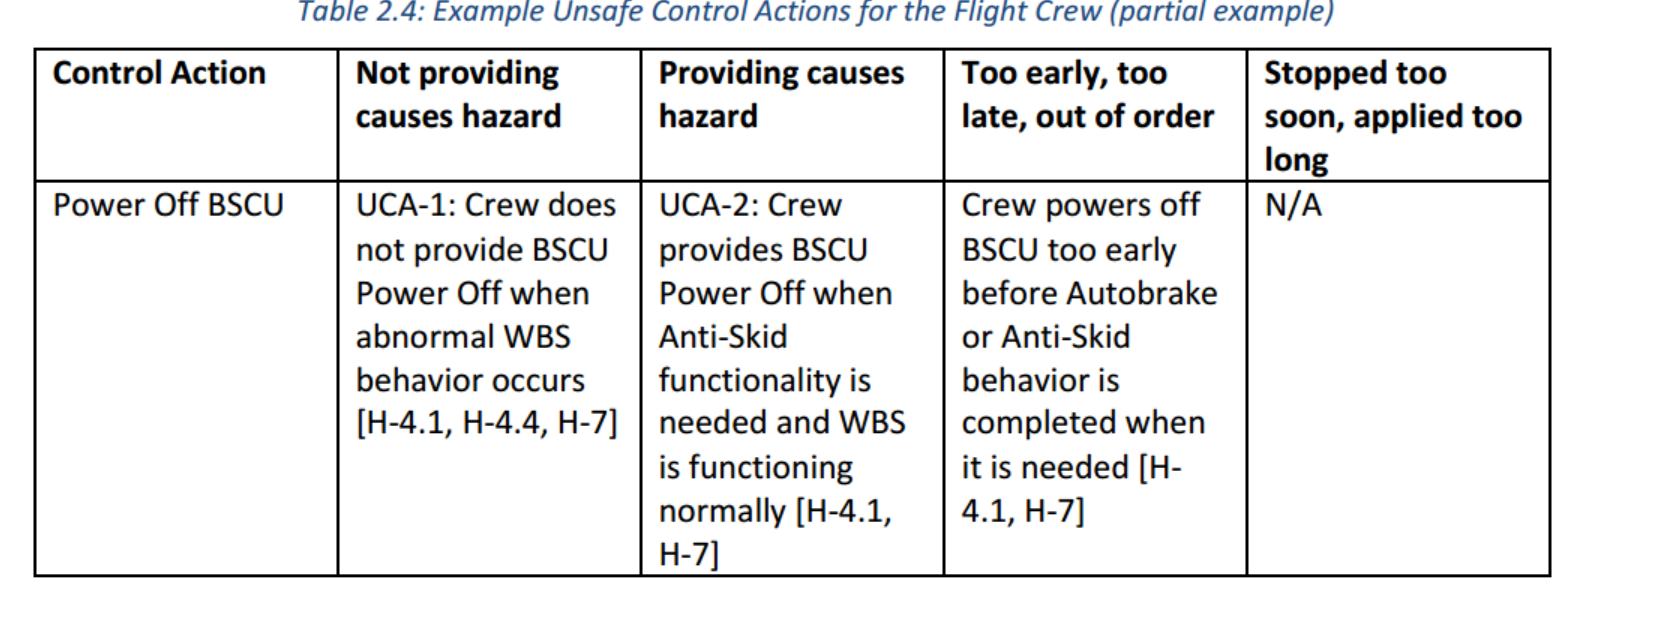 Table 2.4: Example Unsafe Control Actions for the Flight Crew (partial example)
Control Action
Not providing
causes hazard
Providing causes
hazard
Too early, too
late, out of order
Stopped too
soon, applied too
long
Power Off BSCU
UCA-1: Crew does
not provide BSCU
Power Off when
abnormal WBS
behavior occurs
[H-4.1, H-4.4, H-7]
UCA-2: Crew
provides BSCU
Power Off when
Anti-Skid
functionality is
needed and WBS
is functioning
normally [H-4.1,
H-7]
Crew powers off
BSCU too early
before Autobrake
or Anti-Skid
behavior is
completed when
it is needed [H-
4.1, H-7]
N/A